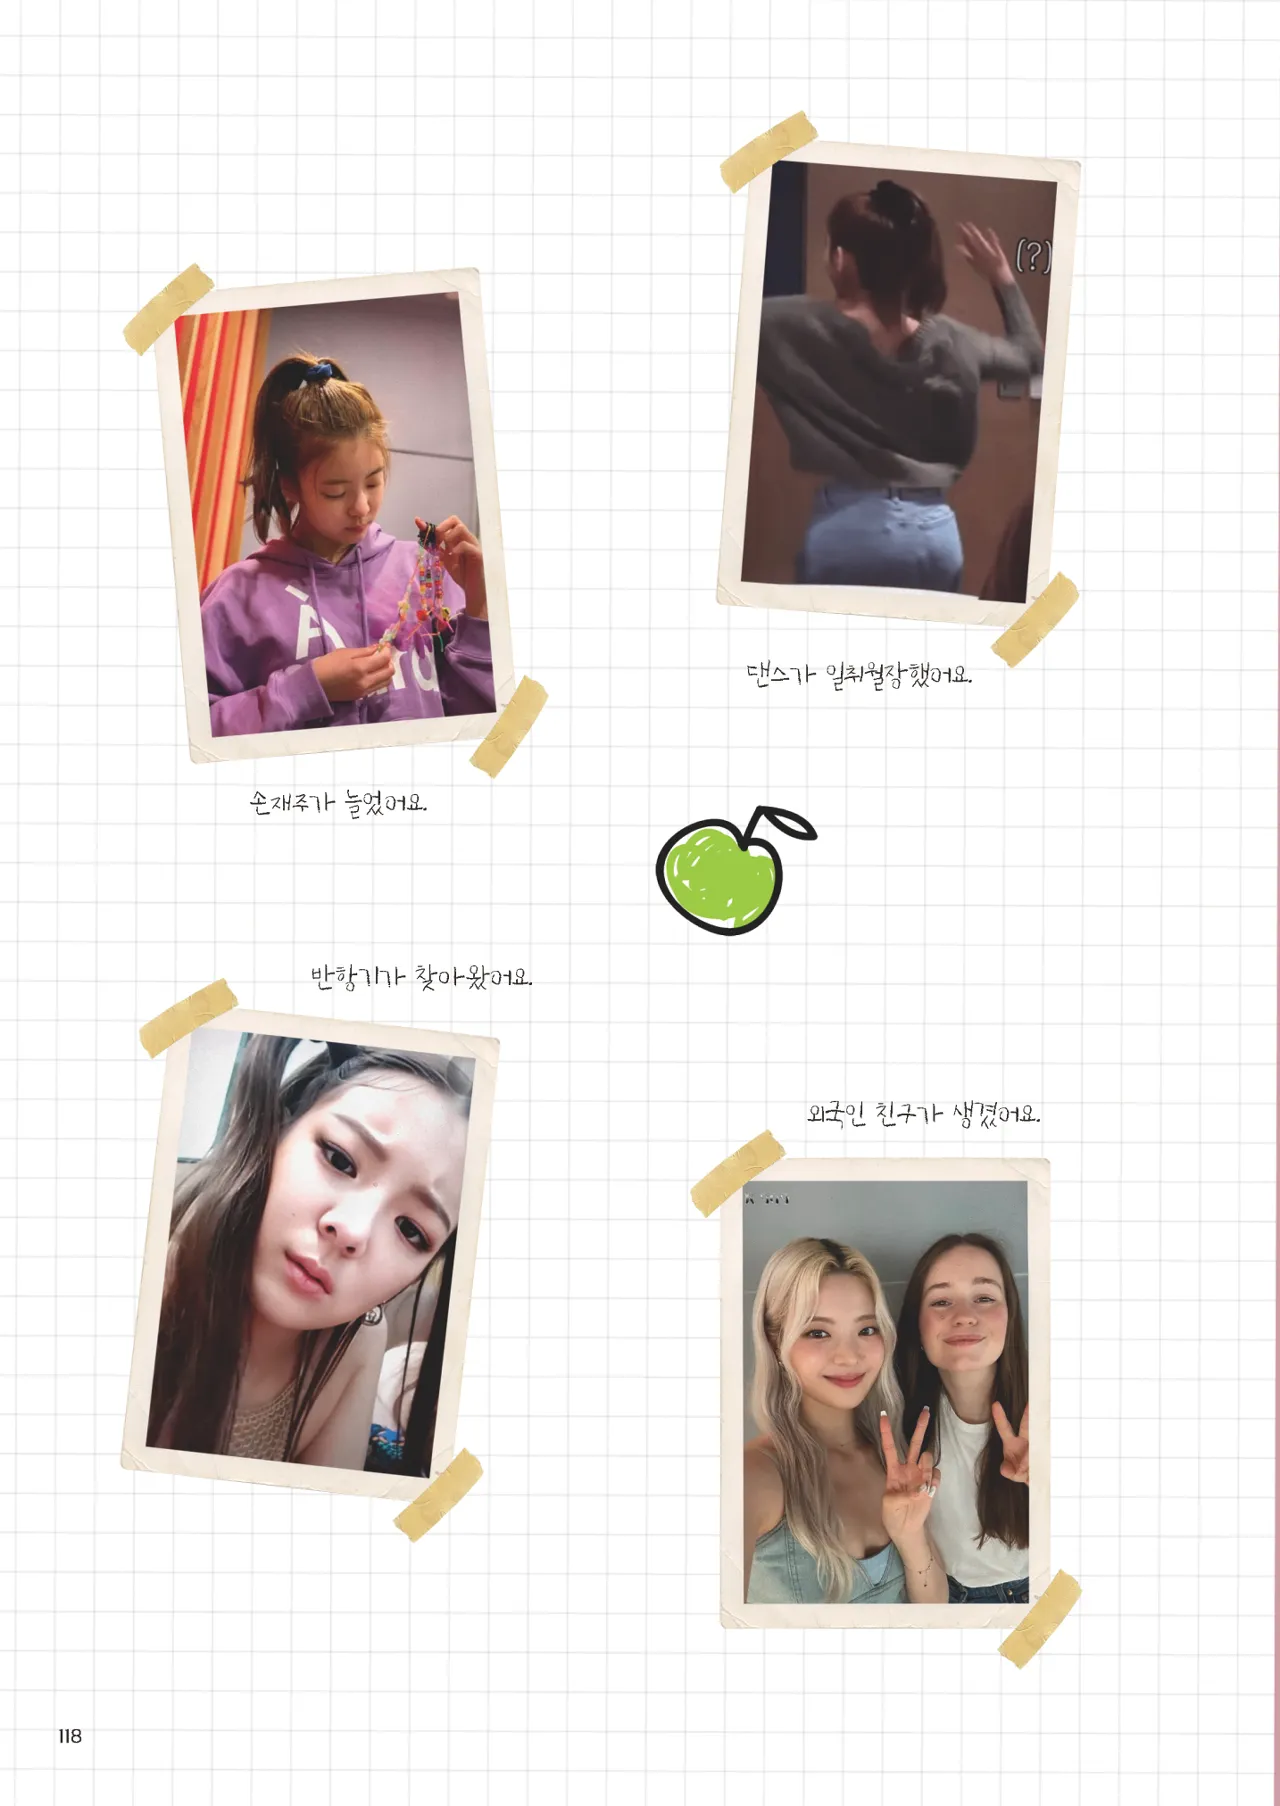 (?)
댄스가 일취월장했어요.
손재주가 늘었어요.
반항기가 찾아왔어요.
외국인 친구가 생겼어요.
118